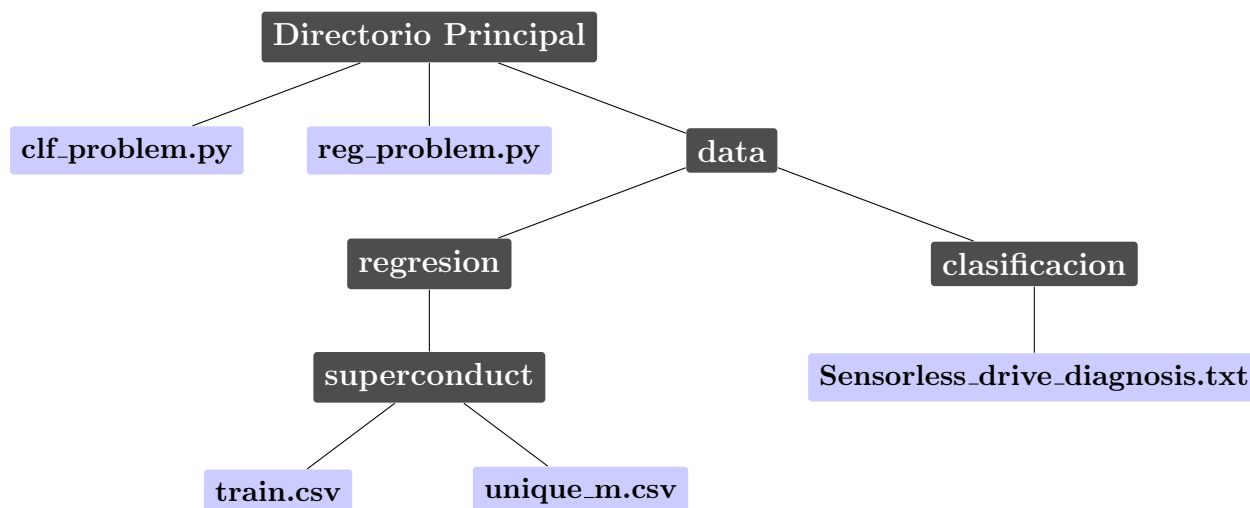 Directorio Principal
clf_problem.py
reg_problem.py
data
regresion
clasificacion
superconduct
Sensorless_drive_diagnosis.txt
train.csv
unique_m.csv